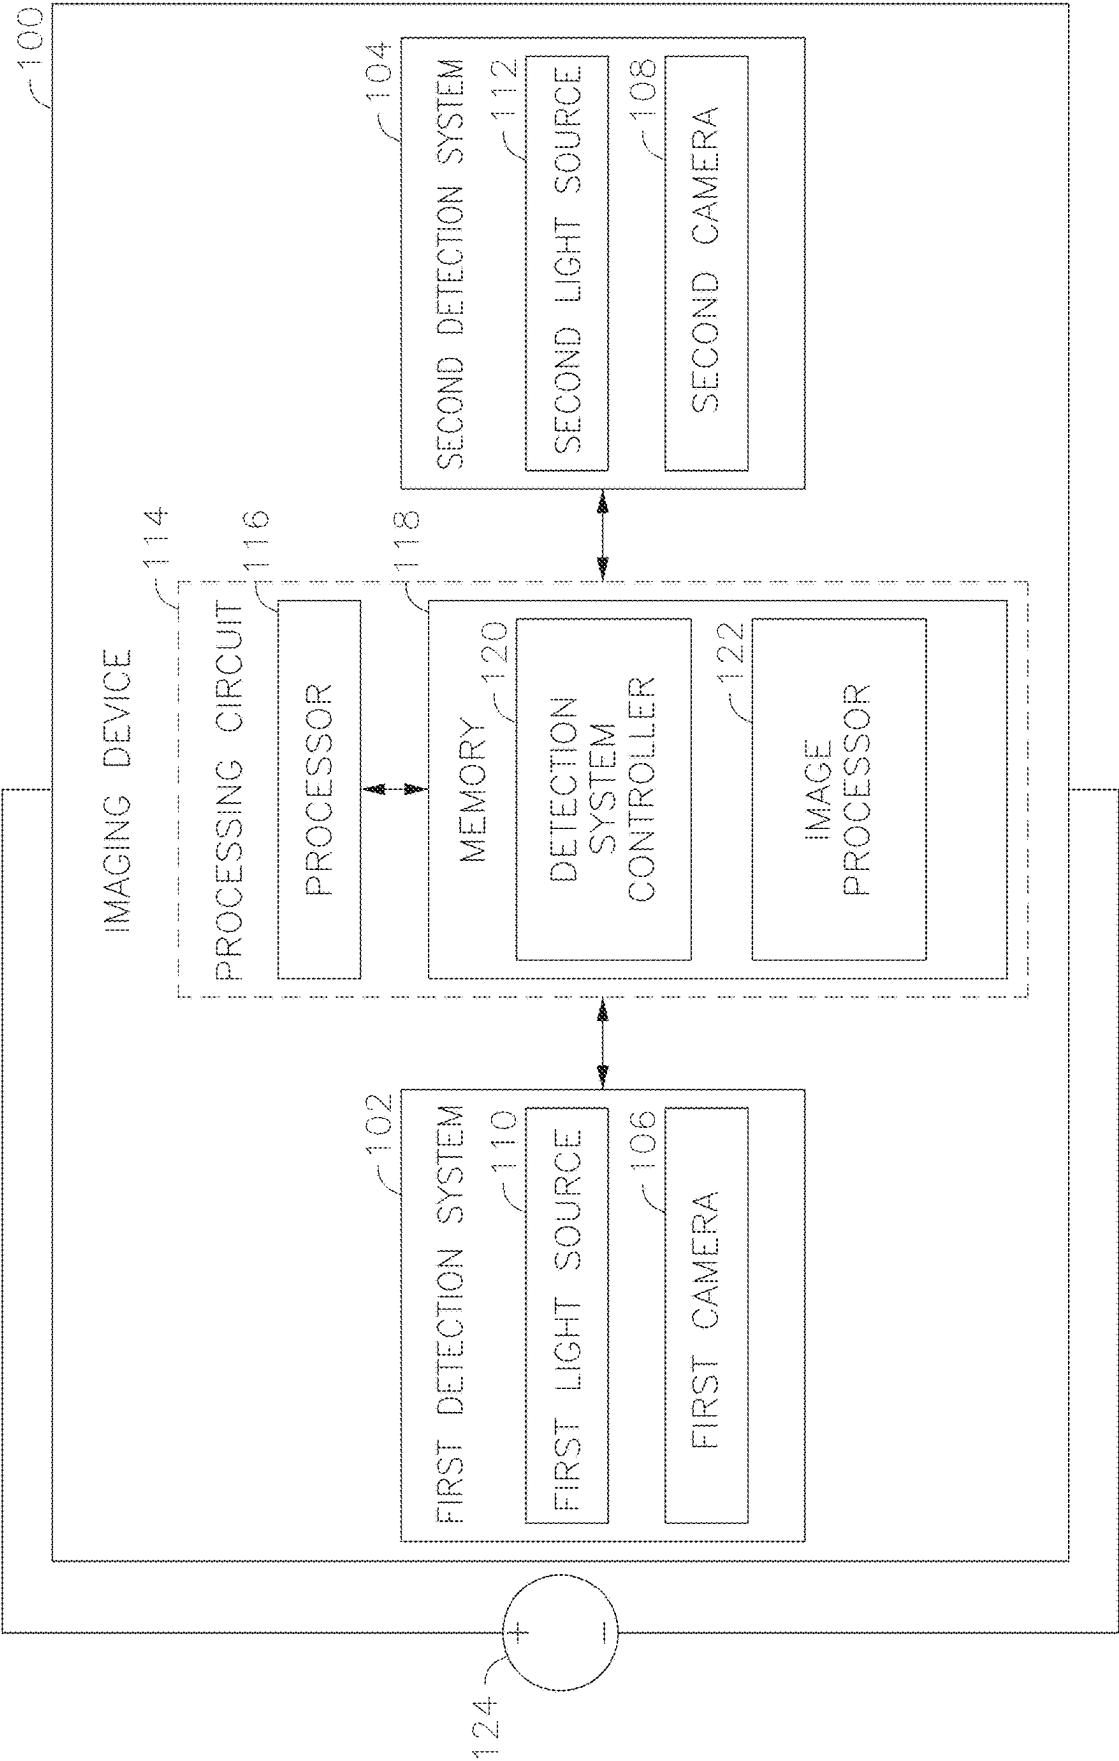 100
IMAGING DEVICE
114
PROCESSING CIRCUIT
116
PROCESSOR
118
MEMORY
120
DETECTION
SYSTEM
CONTROLLER
122
IMAGE
PROCESSOR
102
FIRST DETECTION SYSTEM
110
FIRST LIGHT SOURCE
106
FIRST CAMERA
104
SECOND DETECTION SYSTEM
112
SECOND LIGHT SOURCE
108
SECOND CAMERA
124
+
−